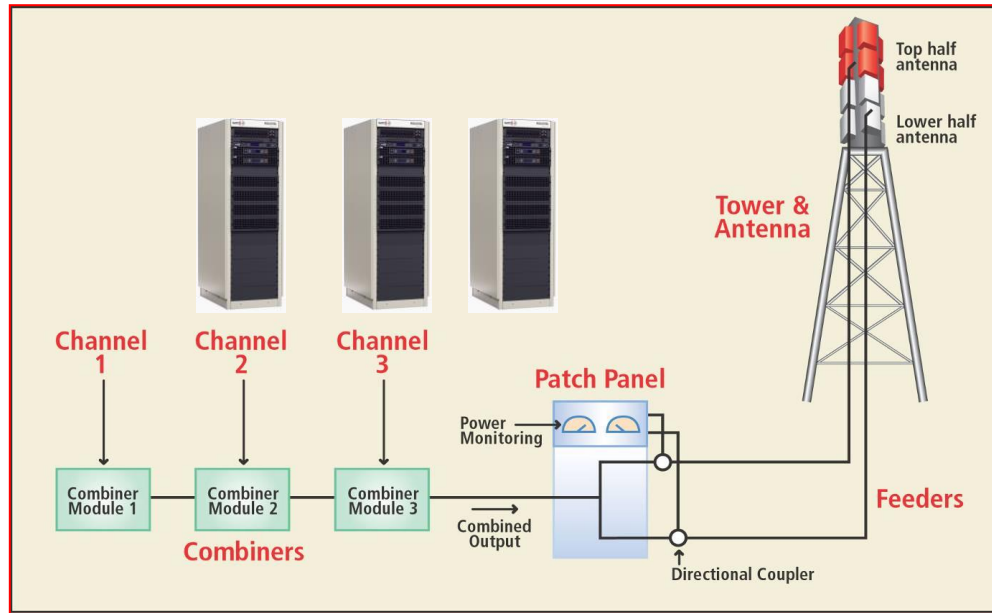 Top half
antenna
Lower half
antenna
Tower &
Antenna
Channel
1
Channel
2
Channel
3
Patch Panel
Power
Monitoring
Combiner
Module 1
Combiner
Module 2
Combiner
Module 3
Combined
Output
Feeders
Combiners
Directional Coupler